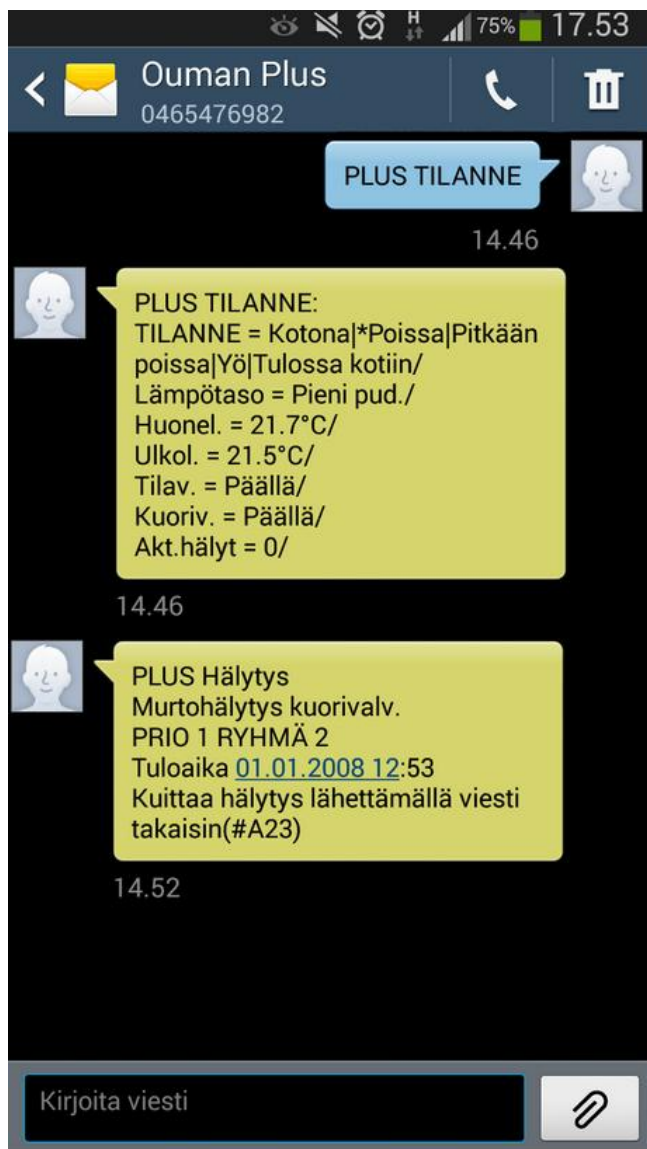 H 75% 17.53
Ouman Plus
0465476982
PLUS TILANNE
14.46
PLUS TILANNE:
TILANNE = Kotona|*Poissa|Pitkään
poissa|Yö|Tulossa kotiin/
Lämpötaso = Pieni pud./
Huonel. = 21.7°C/
Ulkol. = 21.5°C/
Tilav. = Päällä/
Kuoriv. = Päällä/
Akt.hälyt = 0/
14.46
PLUS Hälytys
Murtohälytys kuorivalv.
PRIO 1 RYHMÄ 2
Tuloaika 01.01.2008 12:53
Kuittaa hälytys lähettämällä viesti
takaisin(#A23)
14.52
Kirjoita viesti